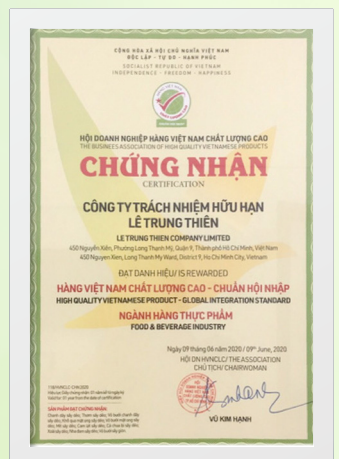 CỘNG HÒA XÃ HỘI CHỦ NGHĨA VIỆT NAM
ĐỘC LẬP - TỰ DO - HẠNH PHÚC
SOCIALIST REPUBLIC OF VIETNAM
INDEPENDENCE - FREEDOM - HAPPINESS
HỘI DOANH NGHIỆP HÀNG VIỆT NAM CHẤT LƯỢNG CAO
THE BUSINESS ASSOCIATION OF HIGH QUALITY VIETNAMESE PRODUCTS
CHỨNG NHẬN
CERTIFICATION
CÔNG TY TRÁCH NHIỆM HỮU HẠN
LÊ TRUNG THIÊN
LE TRUNG THIEN COMPANY LIMITED
450 Nguyễn Xiển, Phường Long Thạnh Mỹ, Quận 9, Thành phố Hồ Chí Minh, Việt Nam
450 Nguyen Xien, Long Thanh My Ward, District 9, Ho Chi Minh City, Vietnam
ĐẠT DANH HIỆU/ IS REWARDED
HÀNG VIỆT NAM CHẤT LƯỢNG CAO - CHUẨN HỘI NHẬP
HIGH QUALITY VIETNAMESE PRODUCT - GLOBAL INTEGRATION STANDARD
NGÀNH HÀNG THỰC PHẨM
FOOD & BEVERAGE INDUSTRY
Ngày 09 tháng 06 năm 2020 / 09th June, 2020
HỘI DN HVNCLC/ THE ASSOCIATION
CHỦ TỊCH/ CHAIRWOMAN
VŨ KIM HẠNH
SẢN PHẨM ĐẠT CHỨNG NHẬN: